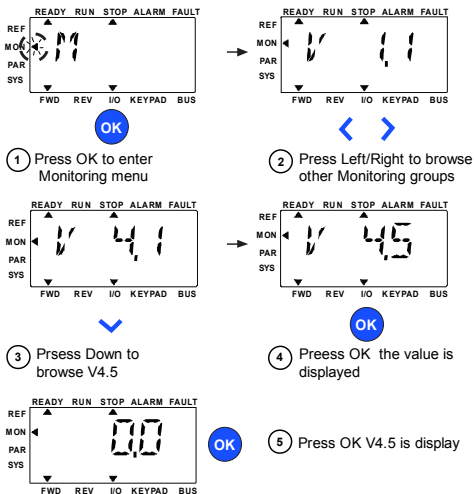 READY RUN STOP ALARM FAULT
REF
MON
PAR
SYS
M
FWD REV I/O KEYPAD BUS
OK
1 Press OK to enter
Monitoring menu
READY RUN STOP ALARM FAULT
REF
MON
PAR
SYS
V 1.1
FWD REV I/O KEYPAD BUS
2 Press Left/Right to browse
other Monitoring groups
READY RUN STOP ALARM FAULT
REF
MON
PAR
SYS
V 4.1
FWD REV I/O KEYPAD BUS
3 Prsess Down to
browse V4.5
READY RUN STOP ALARM FAULT
REF
MON
PAR
SYS
V 4.5
FWD REV I/O KEYPAD BUS
OK
4 Preess OK the value is
displayed
READY RUN STOP ALARM FAULT
REF
MON
PAR
SYS
0.0
FWD REV I/O KEYPAD BUS
OK
5 Press OK V4.5 is display